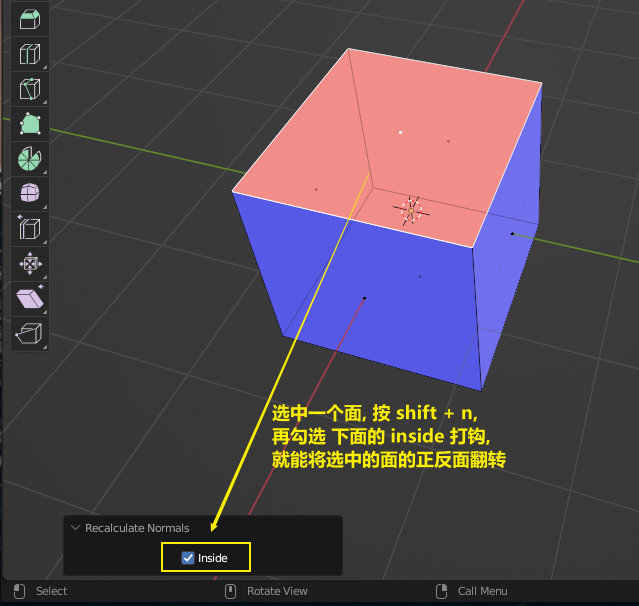 选中一个面, 按 shift + n,
再勾选 下面的 inside 打钩,
就能将选中的面的正反面翻转
Recalculate Normals
Inside
Select
Rotate View
Call Menu